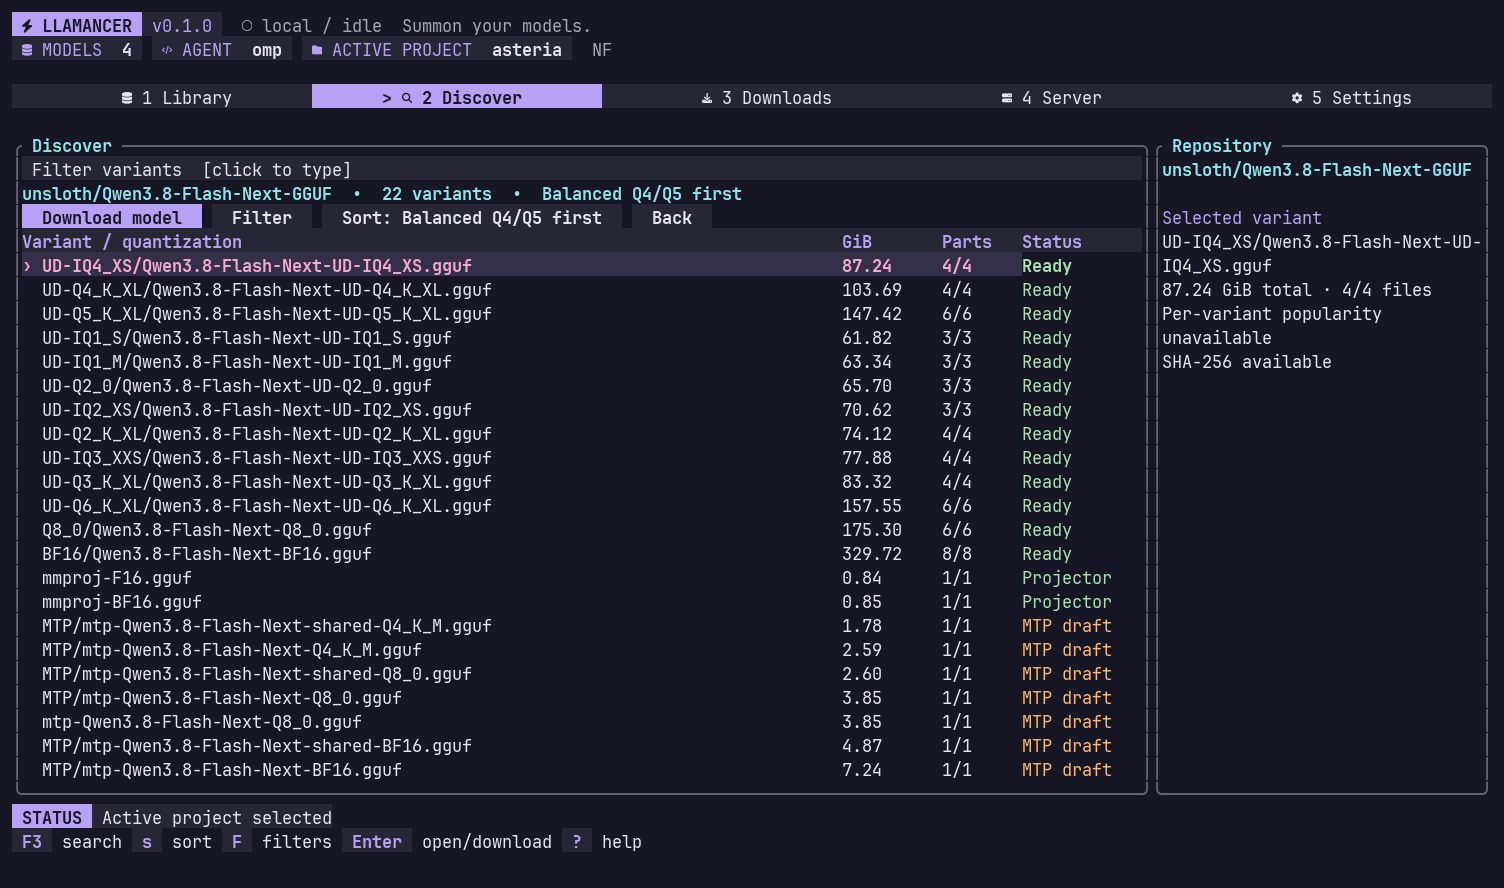 LLAMANCER v0.1.0 local / idle Summon your models.
MODELS 4 AGENT omp ACTIVE PROJECT asteria NF
1 Library > 2 Discover 3 Downloads 4 Server 5 Settings
Discover
Filter variants [click to type]
unsloth/Qwen3.8-Flash-Next-GGUF • 22 variants • Balanced Q4/Q5 first
Download model Filter Sort: Balanced Q4/Q5 first Back
Variant / quantization GiB Parts Status
› UD-IQ4_XS/Qwen3.8-Flash-Next-UD-IQ4_XS.gguf 87.24 4/4 Ready
UD-Q4_K_XL/Qwen3.8-Flash-Next-UD-Q4_K_XL.gguf 103.69 4/4 Ready
UD-Q5_K_XL/Qwen3.8-Flash-Next-UD-Q5_K_XL.gguf 147.42 6/6 Ready
UD-IQ1_S/Qwen3.8-Flash-Next-UD-IQ1_S.gguf 61.82 3/3 Ready
UD-IQ1_M/Qwen3.8-Flash-Next-UD-IQ1_M.gguf 63.34 3/3 Ready
UD-Q2_0/Qwen3.8-Flash-Next-UD-Q2_0.gguf 65.70 3/3 Ready
UD-IQ2_XS/Qwen3.8-Flash-Next-UD-IQ2_XS.gguf 70.62 3/3 Ready
UD-Q2_K_XL/Qwen3.8-Flash-Next-UD-Q2_K_XL.gguf 74.12 4/4 Ready
UD-IQ3_XXS/Qwen3.8-Flash-Next-UD-IQ3_XXS.gguf 77.88 4/4 Ready
UD-Q3_K_XL/Qwen3.8-Flash-Next-UD-Q3_K_XL.gguf 83.32 4/4 Ready
UD-Q6_K_XL/Qwen3.8-Flash-Next-UD-Q6_K_XL.gguf 157.55 6/6 Ready
Q8_0/Qwen3.8-Flash-Next-Q8_0.gguf 175.30 6/6 Ready
BF16/Qwen3.8-Flash-Next-BF16.gguf 329.72 8/8 Ready
mmproj-F16.gguf 0.84 1/1 Projector
mmproj-BF16.gguf 0.85 1/1 Projector
MTP/mtp-Qwen3.8-Flash-Next-shared-Q4_K_M.gguf 1.78 1/1 MTP draft
MTP/mtp-Qwen3.8-Flash-Next-Q4_K_M.gguf 2.59 1/1 MTP draft
MTP/mtp-Qwen3.8-Flash-Next-shared-Q8_0.gguf 2.60 1/1 MTP draft
MTP/mtp-Qwen3.8-Flash-Next-Q8_0.gguf 3.85 1/1 MTP draft
mtp-Qwen3.8-Flash-Next-Q8_0.gguf 3.85 1/1 MTP draft
MTP/mtp-Qwen3.8-Flash-Next-shared-BF16.gguf 4.87 1/1 MTP draft
MTP/mtp-Qwen3.8-Flash-Next-BF16.gguf 7.24 1/1 MTP draft
Repository
unsloth/Qwen3.8-Flash-Next-GGUF
Selected variant
UD-IQ4_XS/Qwen3.8-Flash-Next-UD-
IQ4_XS.gguf
87.24 GiB total · 4/4 files
Per-variant popularity
unavailable
SHA-256 available
STATUS Active project selected
F3 search s sort F filters Enter open/download ? help